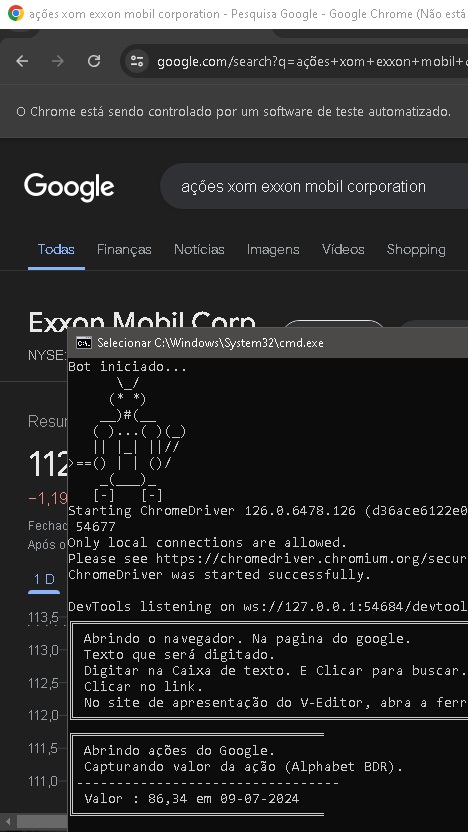 ações xom exxon mobil corporation - Pesquisa Google - Google Chrome (Não está
google.com/search?q=ações+xom+exxon+mobil+
O Chrome está sendo controlado por um software de teste automatizado.
Google
ações xom exxon mobil corporation
Todas Finanças Notícias Imagens Vídeos Shopping
Exxon Mobil Corp
NYSE:
Selecionar C:\Windows\System32\cmd.exe
Bot iniciado...
\_/
(* *)
__)#(__
( )...( )(_)
|| |_| ||//
>==() | | ()/
_(___)_
[-] [-]
Resu
112
-1,19
Fechad
Após o
1 D
113,5
113,0
112,5
112,0
111,5
111,0
Starting ChromeDriver 126.0.6478.126 (d36ace6122e0
54677
Only local connections are allowed.
Please see https://chromedriver.chromium.org/secur
ChromeDriver was started successfully.
DevTools listening on ws://127.0.0.1:54684/devtool
Abrindo o navegador. Na pagina do google.
Texto que será digitado.
Digitar na Caixa de texto. E Clicar para buscar.
Clicar no link.
No site de apresentação do V-Editor, abra a ferr
Abrindo ações do Google.
Capturando valor da ação (Alphabet BDR).
---------------------------------
Valor : 86,34 em 09-07-2024